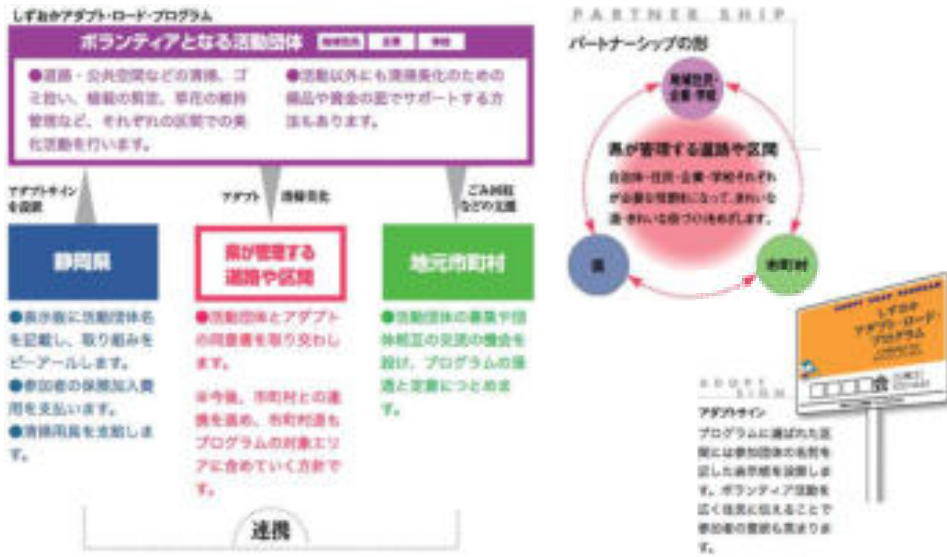 しずおかアダプト・ロード・プログラム
ボランティアとなる活動団体 地域住民 企業 学校
●道路・公共空間などの清掃、ゴ
ミ拾い、植栽の剪定、草花の維持
管理など、それぞれの区間での美
化活動を行います。
●活動以外にも清掃美化のための
備品や資金の面でサポートする方
法もあります。
アダプトサイン
を設置
アダプト 清掃美化
ごみ回収
などの支援
静岡県
●表示板に活動団体名
を記載し、取り組みを
ピーアールします。
●参加者の保険加入費
用を支払います。
●清掃用具を支給しま
す。
県が管理する
道路や区間
●活動団体とアダプト
の同意書を取り交わし
ます。
※今後、市町村との連
携を進め、市町村道も
プログラムの対象エリ
アに含めていく方針で
す。
地元市町村
●活動団体の募集や団
体相互の交流の機会を
設け、プログラムの浸
透と定着につとめま
す。
連携
PARTNER SHIP
パートナーシップの形
地域住民・
企業・学校
県が管理する道路や区間
自治体・住民・企業・学校それぞれ
が必要な役割をになって、きれいな
道・きれいな街づくりをめざします。
県
市町村
しずおか
アダプト・ロード・
プログラム
会
ADOPT
SIGN
アダプトサイン
プログラムに選ばれた区
間には参加団体の名前を
記した表示板を設置しま
す。ボランティア活動を
広く住民に伝えることで
参加者の意欲も高まりま
す。